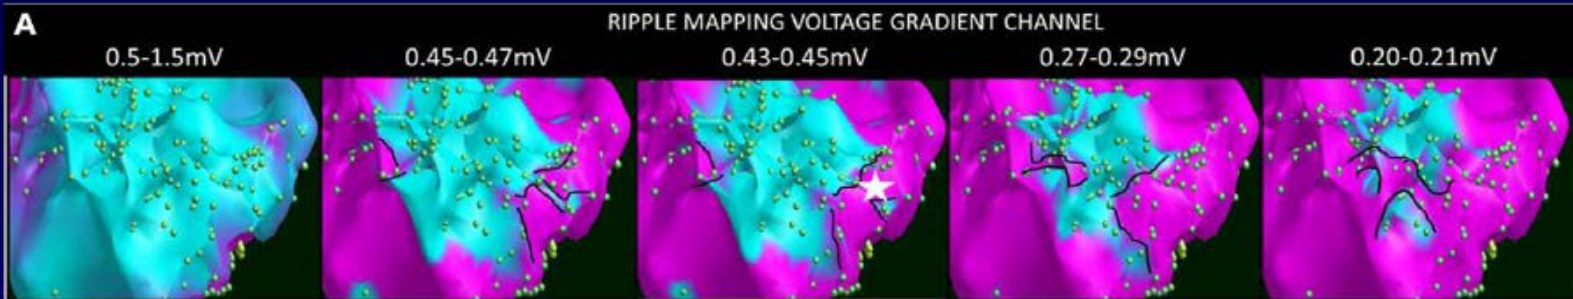 A
RIPPLE MAPPING VOLTAGE GRADIENT CHANNEL
0.5-1.5mV 0.45-0.47mV 0.43-0.45mV 0.27-0.29mV 0.20-0.21mV